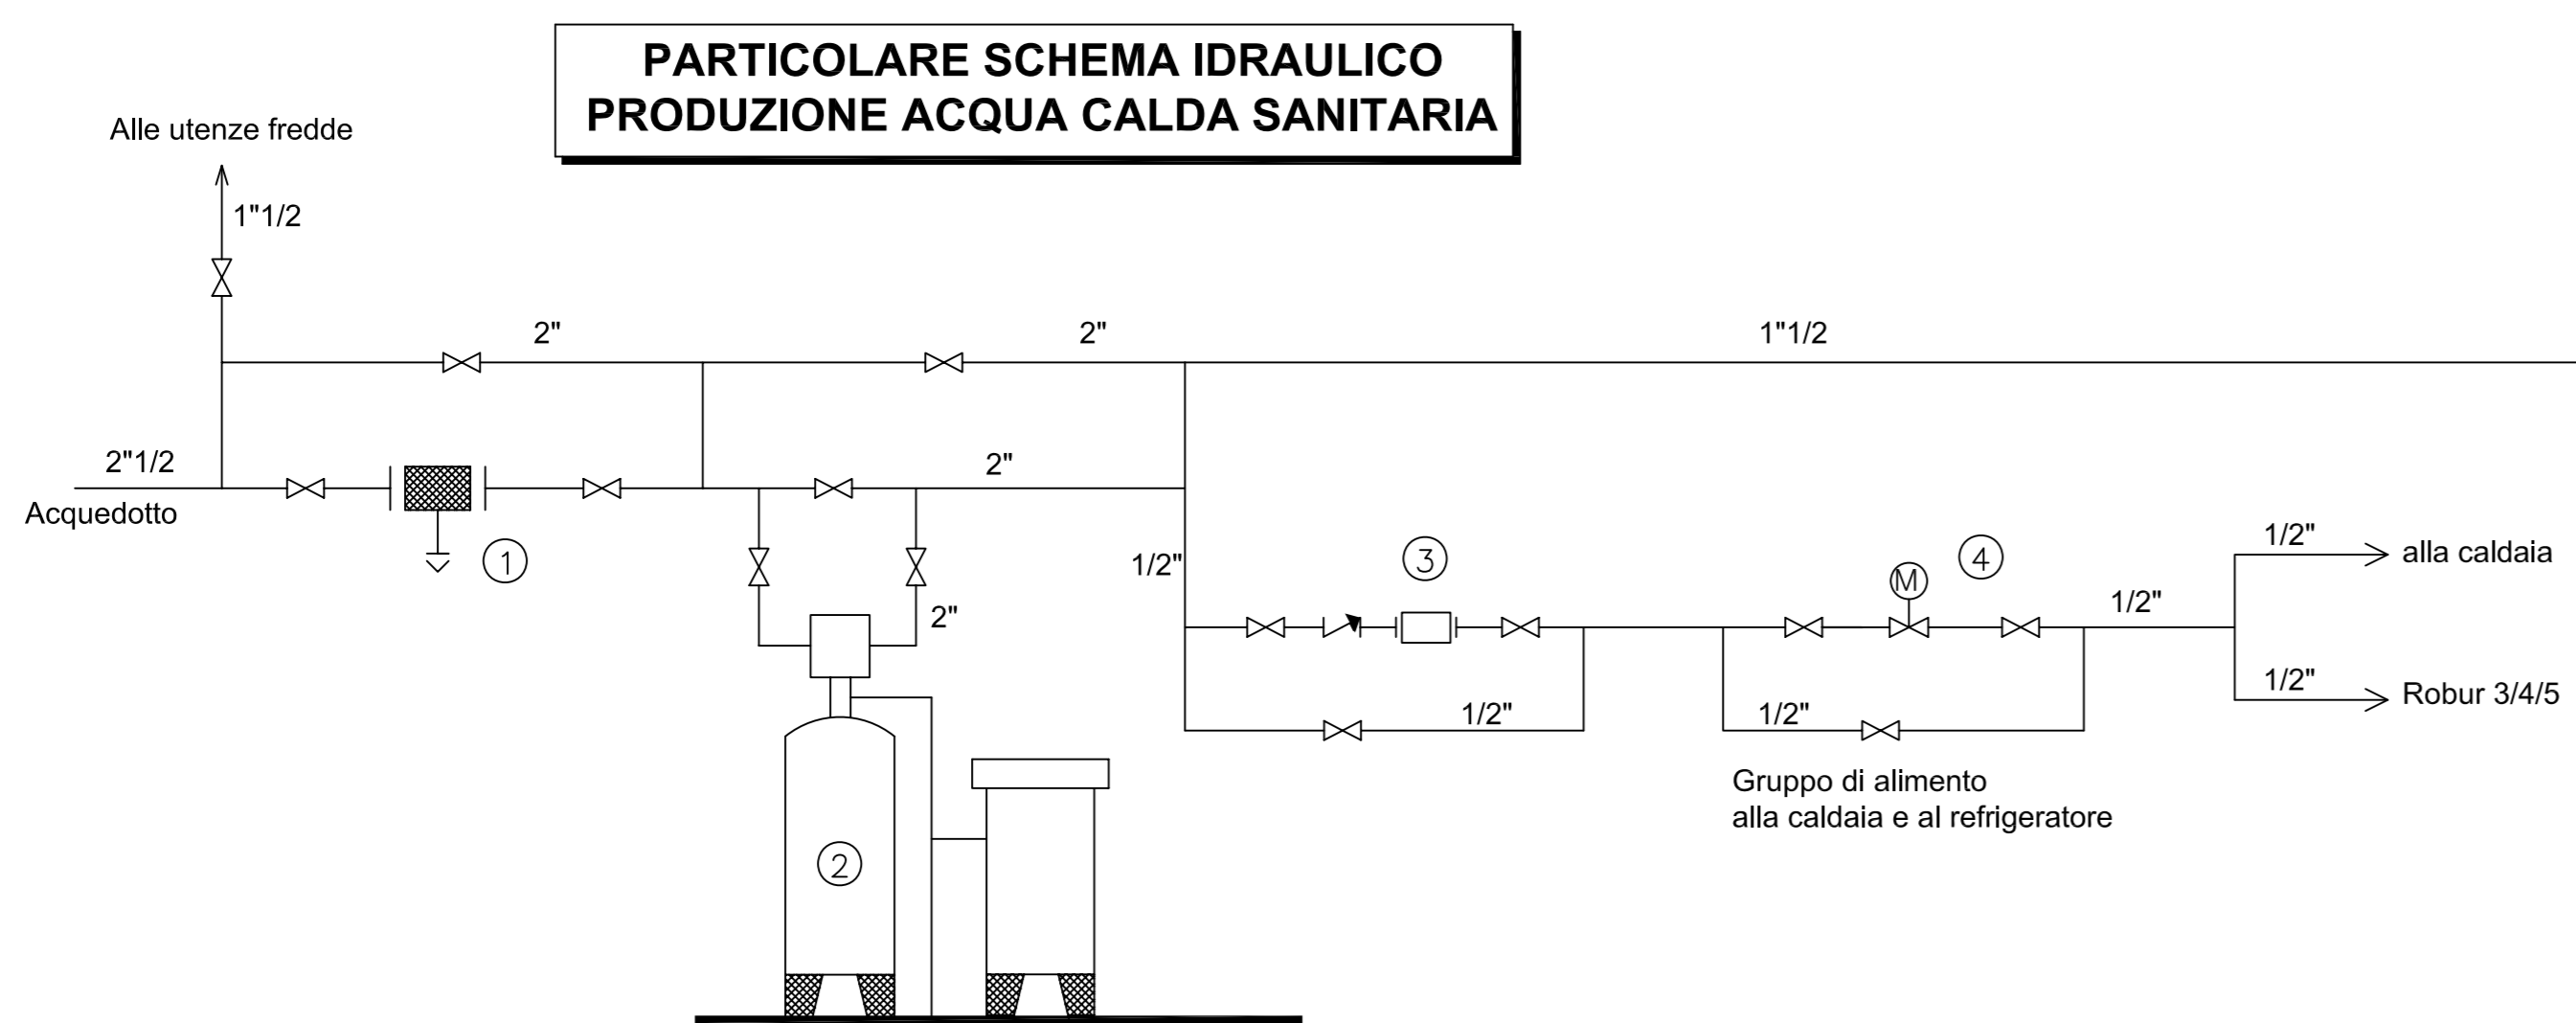 PARTICOLARE SCHEMA IDRAULICO
PRODUZIONE ACQUA CALDA SANITARIA
Alle utenze fredde
1"1/2
2"
2"
1"1/2
2"1/2
Acquedotto
2"
1
1/2"
3
M
4
1/2"
alla caldaia
2"
1/2"
1/2"
Robur 3/4/5
1/2"
1/2"
Gruppo di alimento
alla caldaia e al refrigeratore
2